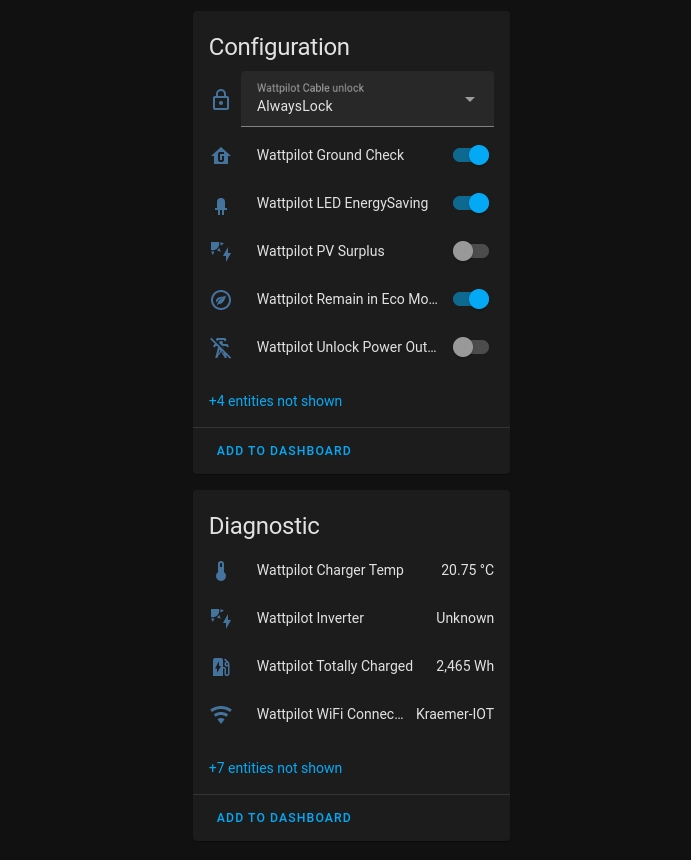 Configuration
Wattpilot Cable unlock
AlwaysLock
Wattpilot Ground Check
Wattpilot LED EnergySaving
Wattpilot PV Surplus
Wattpilot Remain in Eco Mo...
Wattpilot Unlock Power Out...
+4 entities not shown
ADD TO DASHBOARD
Diagnostic
Wattpilot Charger Temp 20.75 °C
Wattpilot Inverter Unknown
Wattpilot Totally Charged 2,465 Wh
Wattpilot WiFi Connec... Kraemer-IOT
+7 entities not shown
ADD TO DASHBOARD